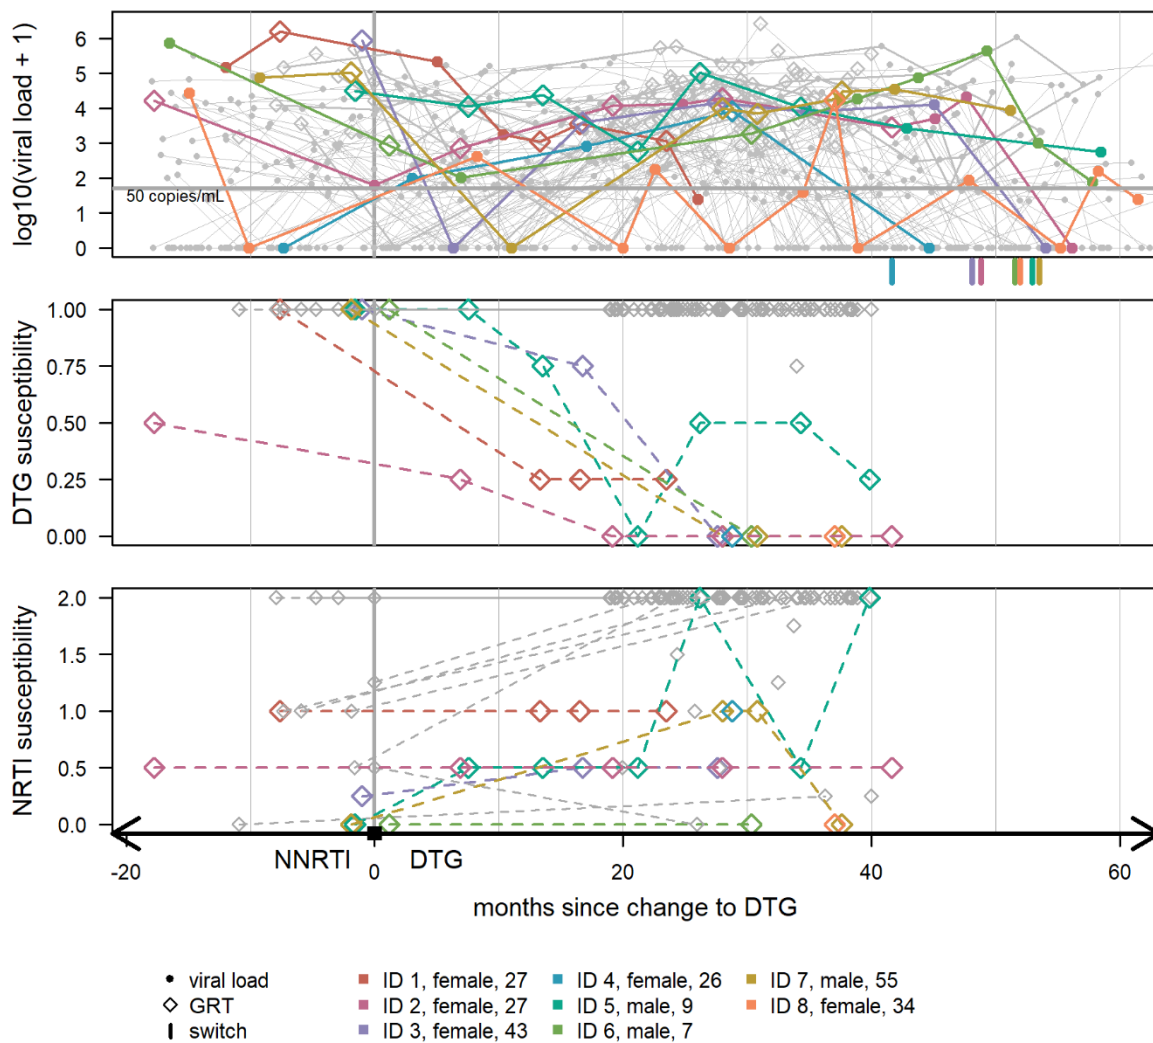 log10(viral load + 1)
6
5
4
3
2
1
0
50 copies/mL
DTG susceptibility
1.00
0.75
0.50
0.25
0.00
NRTI susceptibility
2.0
1.5
1.0
0.5
0.0
NNRTI DTG
-20 0 20 40 60
months since change to DTG
viral load ID 1, female, 27 ID 4, female, 26 ID 7, male, 55
GRT ID 2, female, 27 ID 5, male, 9 ID 8, female, 34
switch ID 3, female, 43 ID 6, male, 7